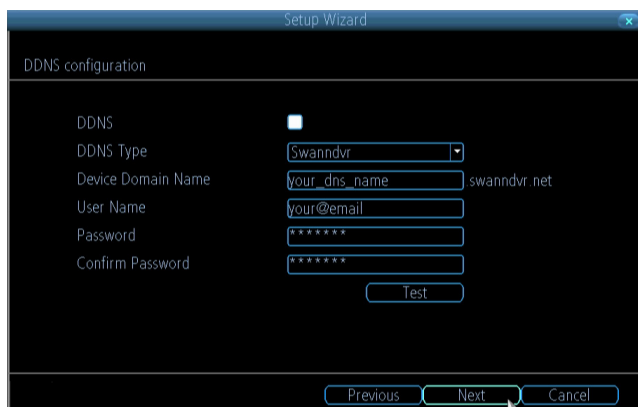 Setup Wizard
DDNS configuration
DDNS
DDNS Type Swanndvr
Device Domain Name your_dns_name .swanndvr.net
User Name your@email
Password *******
Confirm Password *******
Test
Previous Next Cancel